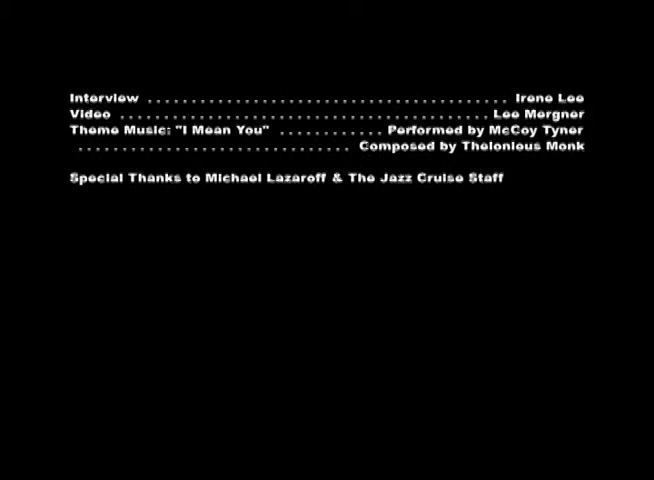 Interview ........................................ Irene Lee
Video ......................................... Lee Mergner
Theme Music: "I Mean You" ............ Performed by McCoy Tyner
............................... Composed by Thelonious Monk
Special Thanks to Michael Lazaroff & The Jazz Cruise Staff